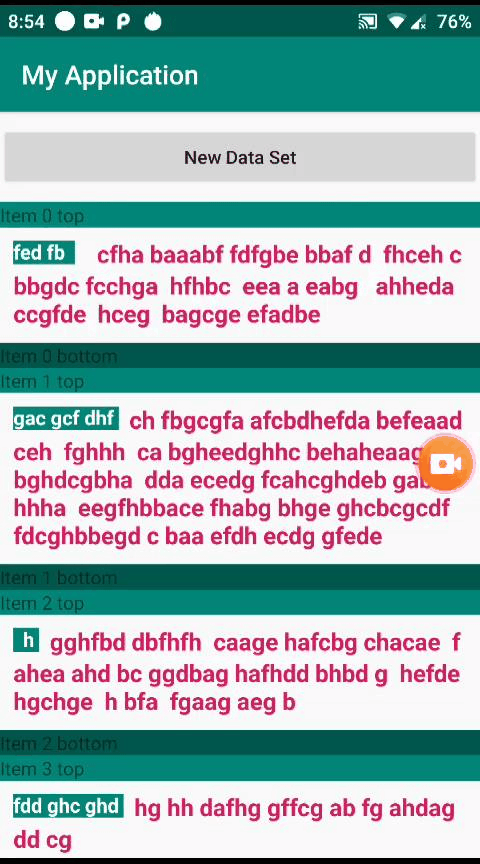 8:54 76%
My Application
New Data Set
Item 0 top
fed fb cfha baaabf fdfgbe bbaf d fhceh c
bbgdc fcchga hfhbc eea a eabg ahheda
ccgfde hceg bagcge efadbe
Item 0 bottom
Item 1 top
gac gcf dhf ch fbgcgfa afcbdhefda befeaad
ceh fghhh ca bgheedghhc behaheaag
bghdcgbha dda ecedg fcahcghdeb
hhha eegfhbbace fhabg bhge ghcbcgcdf
fdcghbbegd c baa efdh ecdg gfede
Item 1 bottom
Item 2 top
h gghfbd dbfhfh caage hafcbg chacae f
ahea ahd bc ggdbag hafhdd bhbd g hefde
hgchge h bfa fgaag aeg b
Item 2 bottom
Item 3 top
fdd ghc ghd hg hh dafhg gffcg ab fg ahdag
dd cg